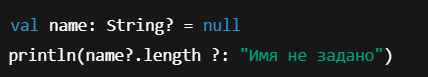 val name: String? = null
println(name?.length ?: "Имя не задано")